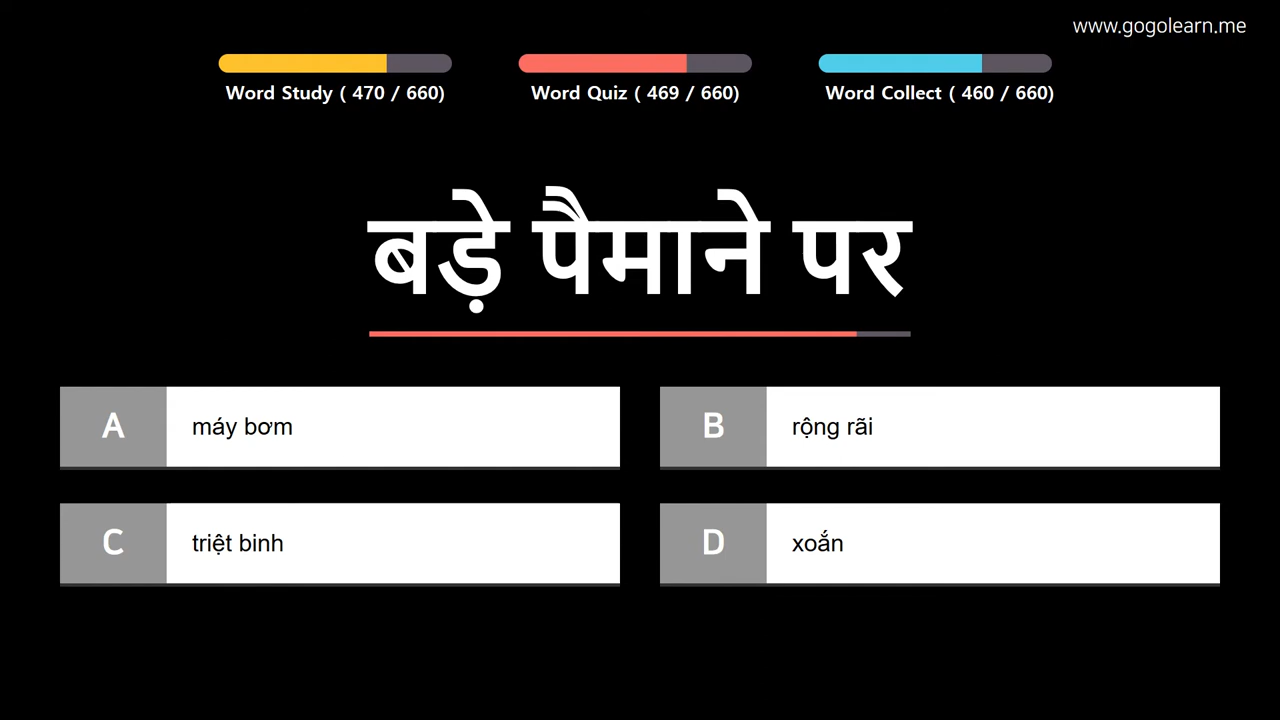 www.gogolearn.me
Word Study ( 470 / 660)
Word Quiz ( 469 / 660)
Word Collect ( 460 / 660)
बड़े पैमाने पर
A
máy bơm
B
rộng rãi
C
triệt binh
D
xoắn